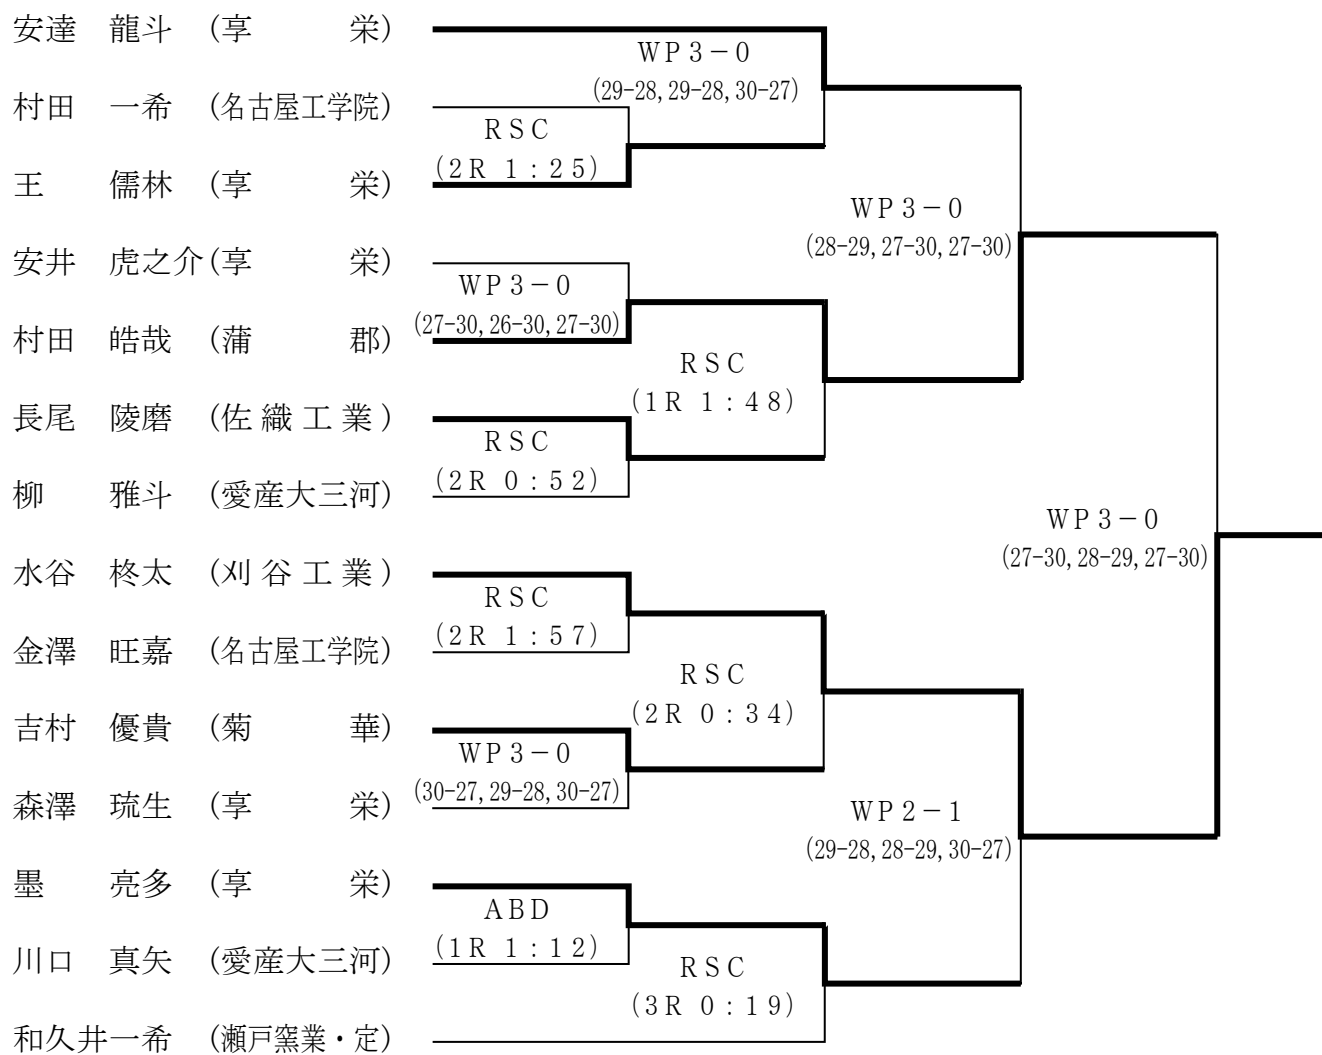 安達　龍斗　(享　　　栄)
WP3－0
(29-28, 29-28, 30-27)
村田　一希　(名古屋工学院)
RSC
(2R 1:25)
王　　儒林　(享　　　栄)
WP3－0
(28-29, 27-30, 27-30)
安井　虎之介(享　　　栄)
WP3－0
(27-30, 26-30, 27-30)
村田　皓哉　(蒲　　　郡)
RSC
(1R 1:48)
長尾　陵磨　(佐織工業)
RSC
(2R 0:52)
柳　　雅斗　(愛産大三河)
WP3－0
(27-30, 28-29, 27-30)
水谷　柊太　(刈谷工業)
RSC
(2R 1:57)
金澤　旺嘉　(名古屋工学院)
RSC
(2R 0:34)
吉村　優貴　(菊　　　華)
WP3－0
(30-27, 29-28, 30-27)
森澤　琉生　(享　　　栄)
WP2－1
(29-28, 28-29, 30-27)
墨　　亮多　(享　　　栄)
ABD
(1R 1:12)
川口　真矢　(愛産大三河)
RSC
(3R 0:19)
和久井一希　(瀬戸窯業・定)